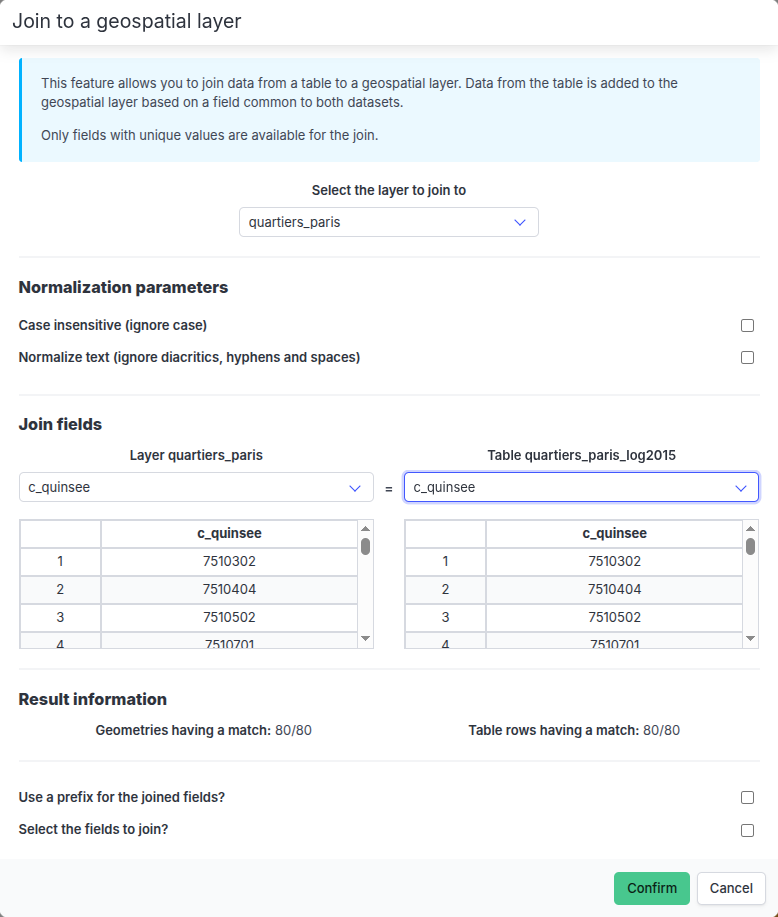 Join to a geospatial layer
This feature allows you to join data from a table to a geospatial layer. Data from the table is added to the
geospatial layer based on a field common to both datasets.
Only fields with unique values are available for the join.
Select the layer to join to
quartiers_paris
Normalization parameters
Case insensitive (ignore case)
Normalize text (ignore diacritics, hyphens and spaces)
Join fields
Layer quartiers_paris
Table quartiers_paris_log2015
c_quinsee = c_quinsee
c_quinsee c_quinsee
1 7510302 1 7510302
2 7510404 2 7510404
3 7510502 3 7510502
4 7510701 4 7510701
Result information
Geometries having a match: 80/80 Table rows having a match: 80/80
Use a prefix for the joined fields?
Select the fields to join?
Confirm Cancel